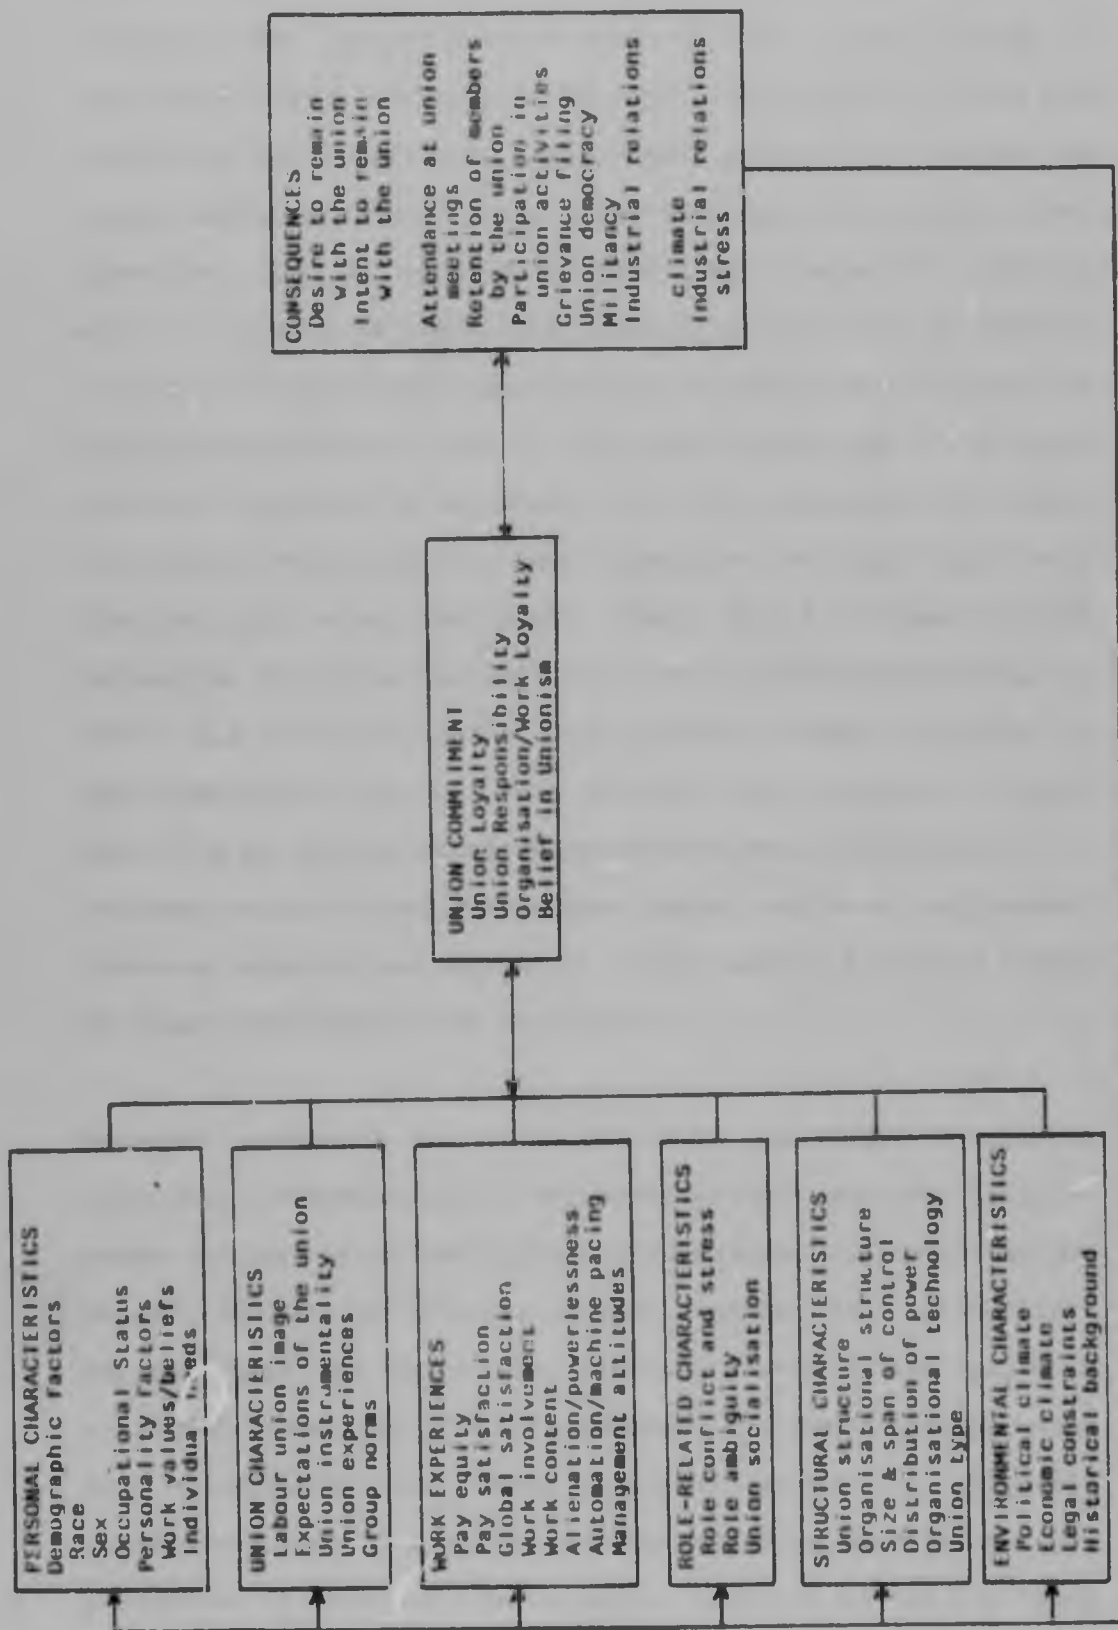 PERSONAL CHARACTERISTICS
Demographic factors
Race
Sex
Occupational Status
Personality factors
Work values/beliefs
Individual needs
UNION CHARACTERISTICS
Labour union image
Expectations of the union
Union instrumentality
Union experiences
Group norms
WORK EXPERIENCES
Pay equity
Pay satisfaction
Global satisfaction
Work involvement
Work content
Alienation/powerlessness
Automation/machine pacing
Management attitudes
ROLE-RELATED CHARACTERISTICS
Role conflict and stress
Role ambiguity
Union socialisation
STRUCTURAL CHARACTERISTICS
Union structure
Organisational structure
Size & span of control
Distribution of power
Organisational technology
Union type
ENVIRONMENTAL CHARACTERISTICS
Political climate
Economic climate
Legal constraints
Historical background
UNION COMMITMENT
Union Loyalty
Union Responsibility
Organisation/Work Loyalty
Belief in Unionism
CONSEQUENCES
Desire to remain
with the union
Intent to remain
with the union
Attendance at union
meetings
Retention of members
by the union
Participation in
union activities
Grievance filing
Union democracy
Militancy
Industrial relations
climate
Industrial relations
stress